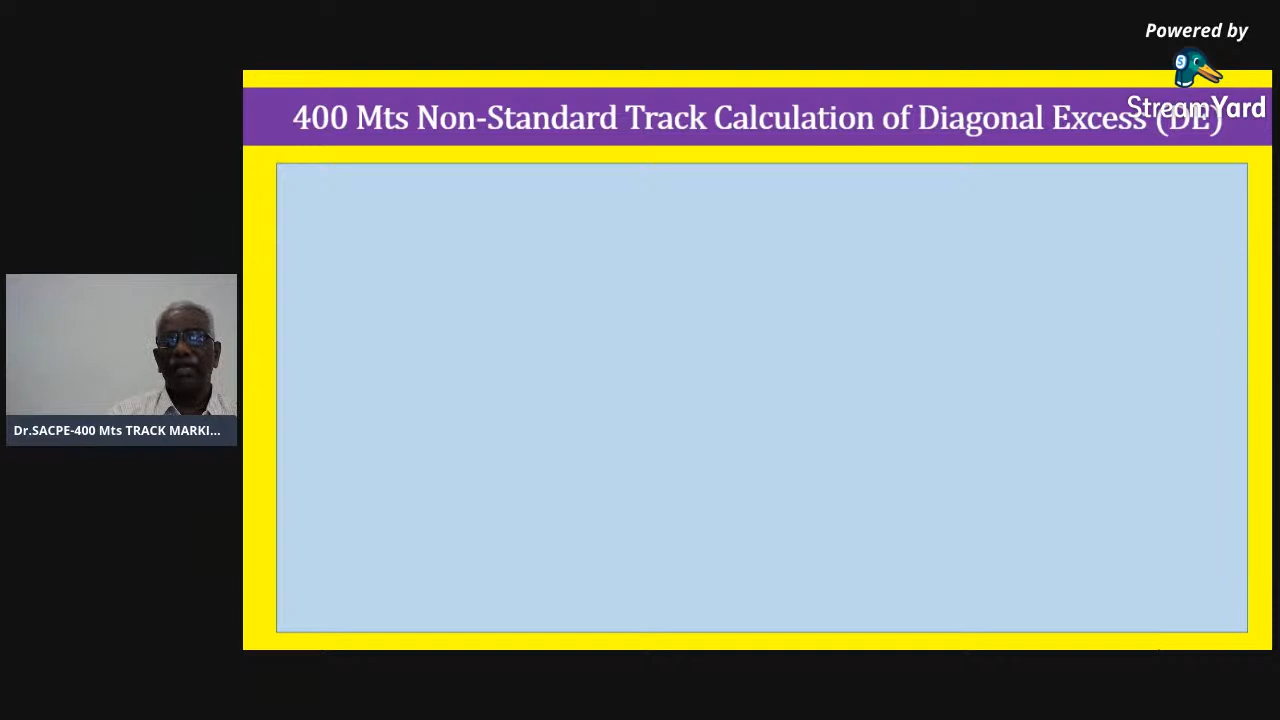 Powered by
StreamYard
400 Mts Non-Standard Track Calculation of Diagonal Excess (DE)
Dr.SACPE-400 Mts TRACK MARKI...